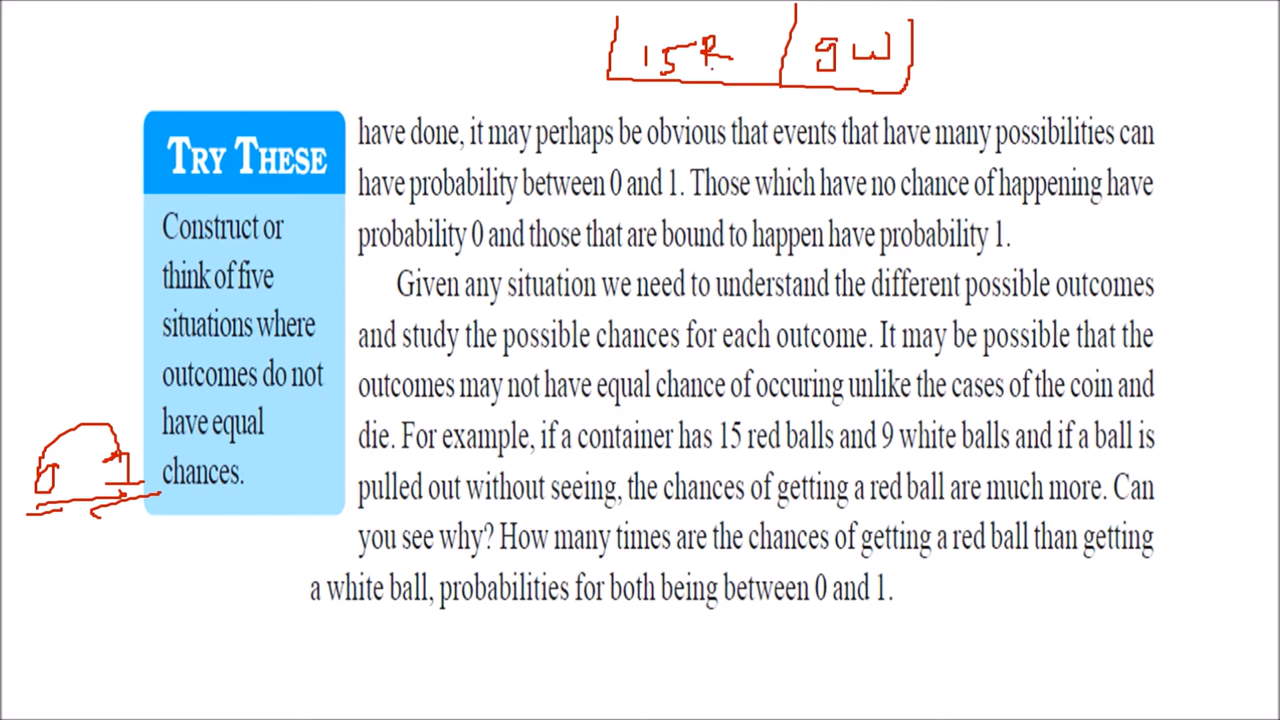 15 R 9 W
TRY THESE
Construct or
think of five
situations where
outcomes do not
have equal
chances.
have done, it may perhaps be obvious that events that have many possibilities can
have probability between 0 and 1. Those which have no chance of happening have
probability 0 and those that are bound to happen have probability 1.
Given any situation we need to understand the different possible outcomes
and study the possible chances for each outcome. It may be possible that the
outcomes may not have equal chance of occuring unlike the cases of the coin and
die. For example, if a container has 15 red balls and 9 white balls and if a ball is
pulled out without seeing, the chances of getting a red ball are much more. Can
you see why? How many times are the chances of getting a red ball than getting
a white ball, probabilities for both being between 0 and 1.